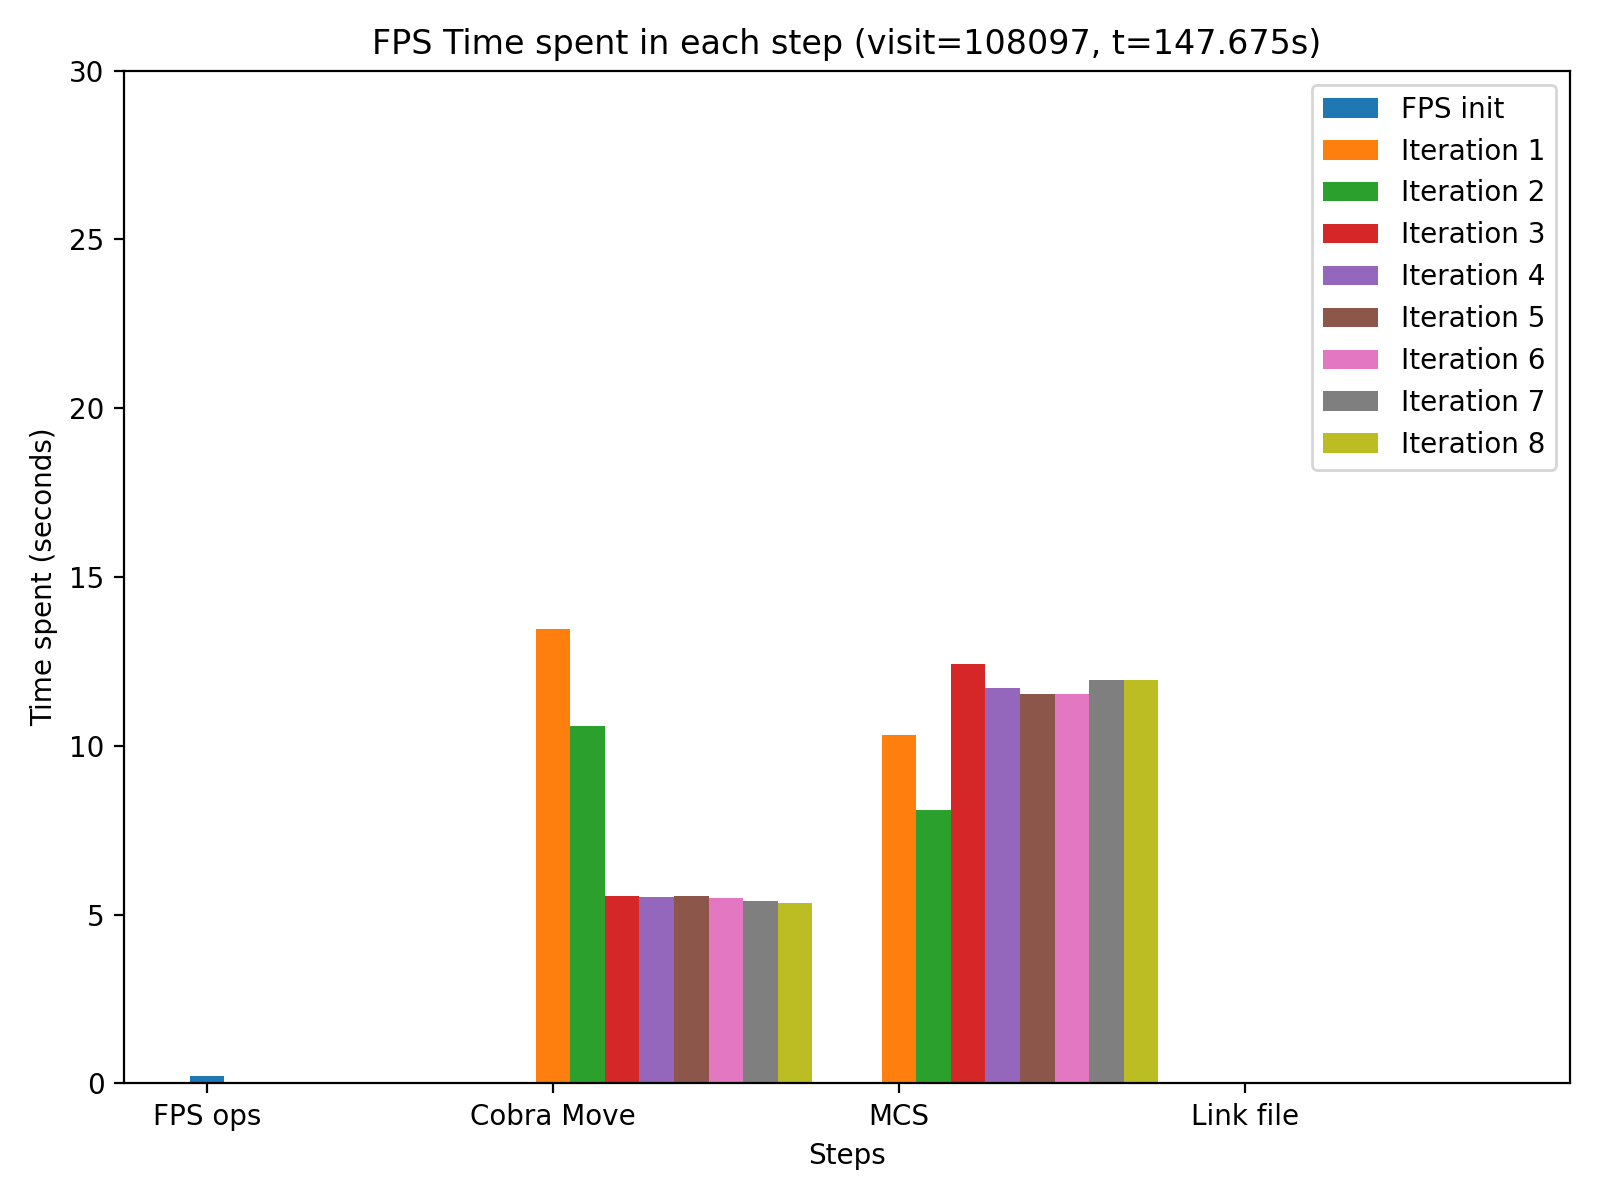 FPS Time spent in each step (visit=108097, t=147.675s)
30
25
20
15
10
5
0
Time spent (seconds)
FPS init
Iteration 1
Iteration 2
Iteration 3
Iteration 4
Iteration 5
Iteration 6
Iteration 7
Iteration 8
FPS ops
Cobra Move
MCS
Link file
Steps